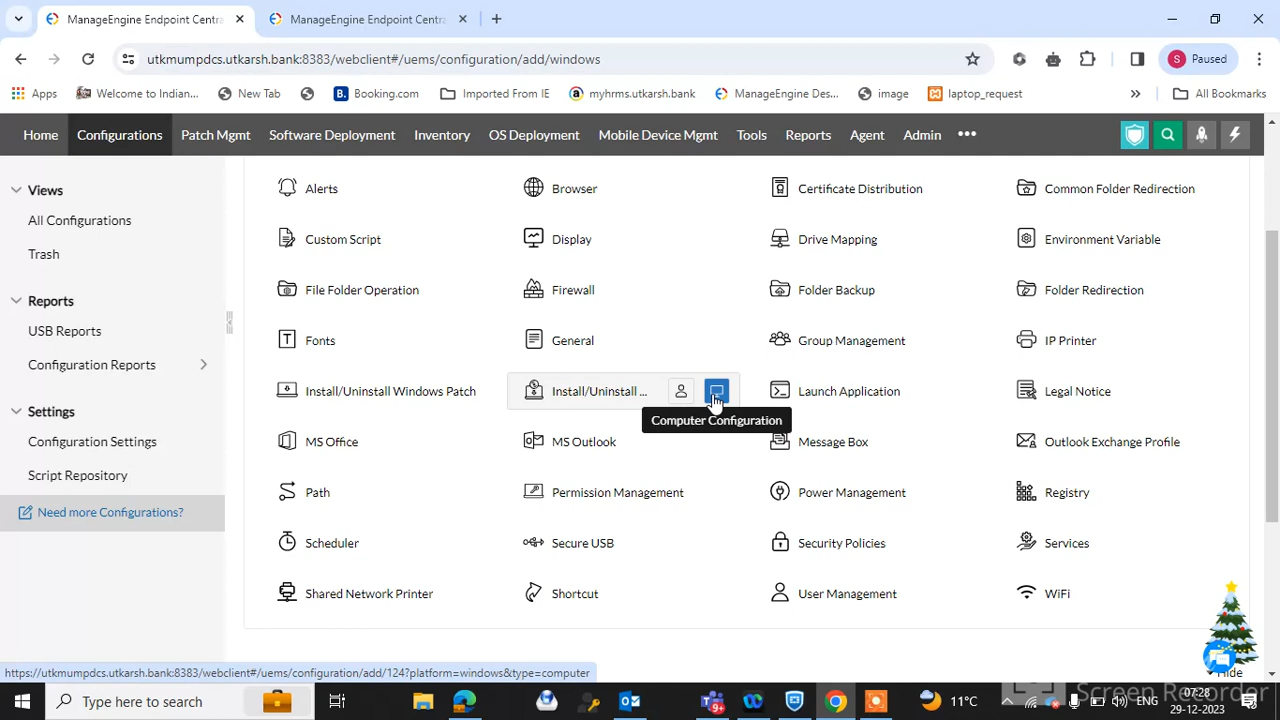 ManageEngine Endpoint Centra
ManageEngine Endpoint Centra
utkmumpdcs.utkarsh.bank:8383/webclient#/uems/configuration/add/windows
S Paused
Apps
Welcome to Indian...
New Tab
B Booking.com
Imported From IE
myhrms.utkarsh.bank
ManageEngine Des...
image
laptop_request
All Bookmarks
Home Configurations Patch Mgmt Software Deployment Inventory OS Deployment Mobile Device Mgmt Tools Reports Agent Admin
Views
All Configurations
Trash
Reports
USB Reports
Configuration Reports
Settings
Configuration Settings
Script Repository
Need more Configurations?
Alerts Browser Certificate Distribution Common Folder Redirection
Custom Script Display Drive Mapping Environment Variable
File Folder Operation Firewall Folder Backup Folder Redirection
T Fonts General Group Management IP Printer
Install/Uninstall Windows Patch Install/Uninstall ... Launch Application Legal Notice
Computer Configuration
MS Office MS Outlook Message Box Outlook Exchange Profile
Path Permission Management Power Management Registry
Scheduler Secure USB Security Policies Services
Shared Network Printer Shortcut User Management WiFi
Hide
https://utkmumpdcs.utkarsh.bank:8383/webclient#/uems/configuration/add/124?platform=windows&type=computer
Type here to search
11°C
ENG
07:28
29-12-2023
Screen Recorder